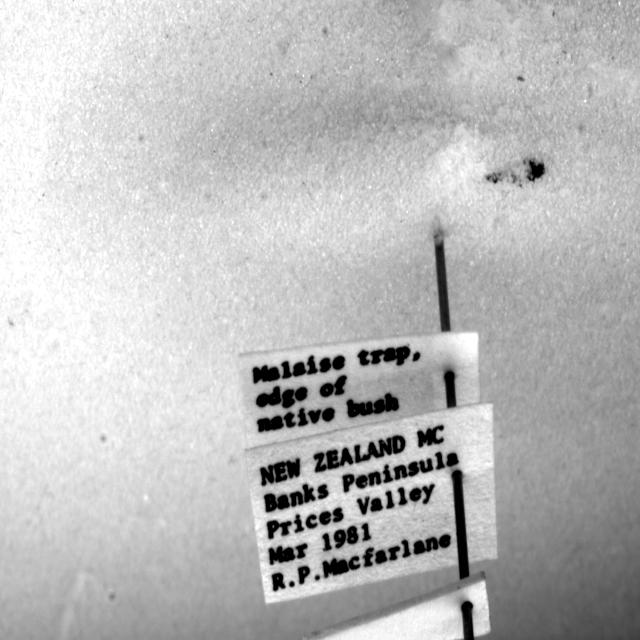 Malaise trap,
edge of
native bush
NEW ZEALAND MC
Banks Peninsula
Prices Valley
Mar 1981
R.P.Macfarlane